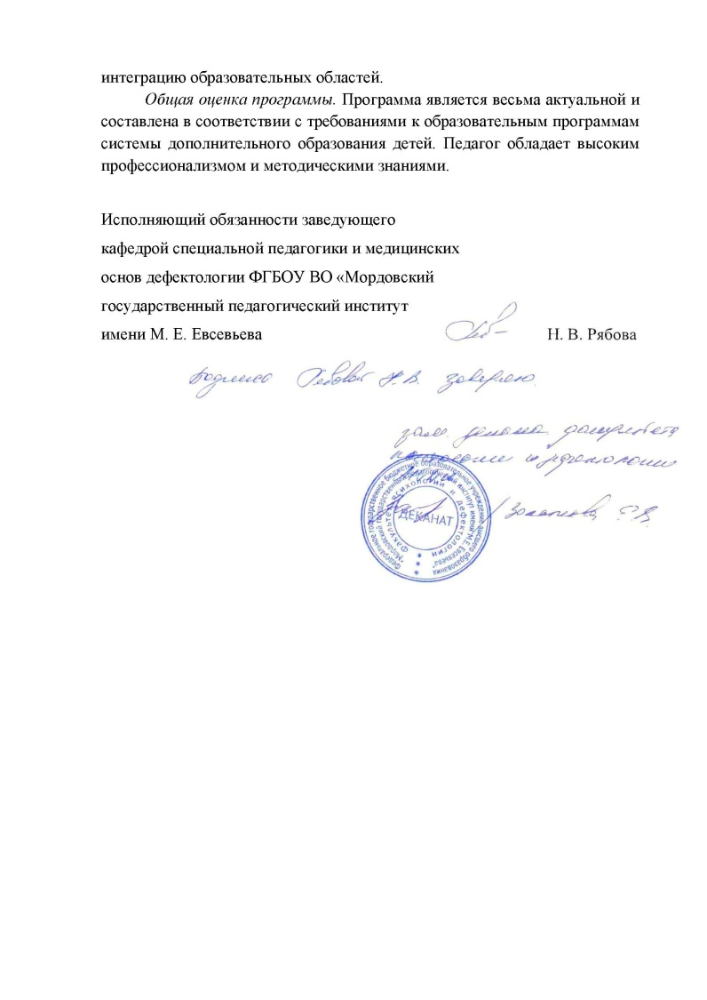 интеграцию образовательных областей.
Общая оценка программы. Программа является весьма актуальной и
составлена в соответствии с требованиями к образовательным программам
системы дополнительного образования детей. Педагог обладает высоким
профессионализмом и методическими знаниями.
Исполняющий обязанности заведующего
кафедрой специальной педагогики и медицинских
основ дефектологии ФГБОУ ВО «Мордовский
государственный педагогический институт
имени М. Е. Евсевьева Н. В. Рябова
Подпись Рябовой Н.В. заверяю.
зам. декана факультета
психологии и дефектологии
Федеральное государственное бюджетное образовательное учреждение высшего образования
"Мордовский государственный педагогический институт имени М.Е. Евсевьева"
Факультет психологии и дефектологии
ДЕКАНАТ